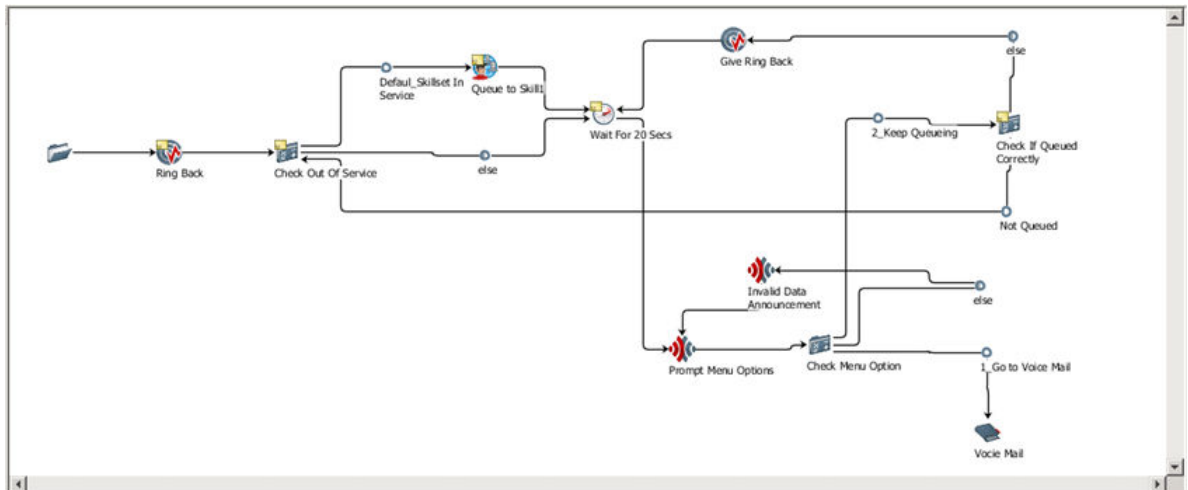 Give Ring Back
else
Defaul_Skillset In
Service
Queue to Skill1
Wait For 20 Secs
2_Keep Queueing
Check If Queued
Correctly
Ring Back
Check Out Of Service
else
Not Queued
Invalid Data
Announcement
else
Prompt Menu Options
Check Menu Option
1_Go to Voice Mail
Vocie Mail